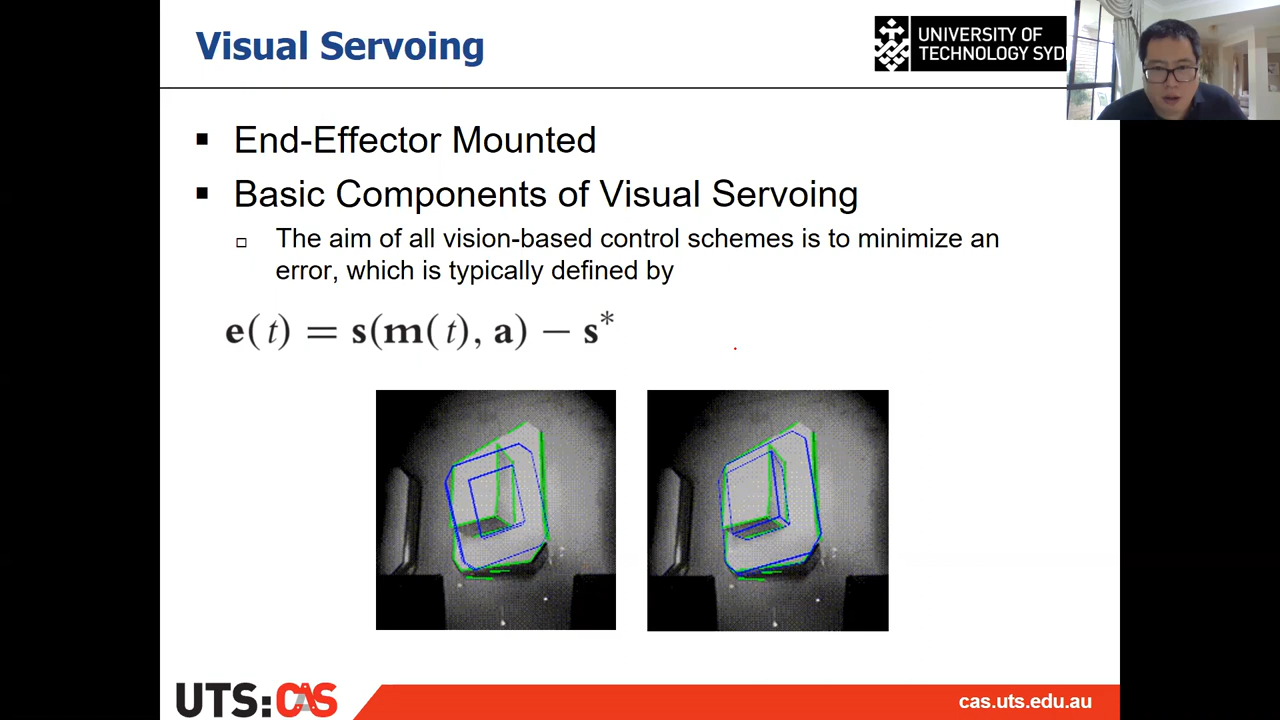 Visual Servoing
UNIVERSITY OF
TECHNOLOGY SYD
▪ End-Effector Mounted
▪ Basic Components of Visual Servoing
□ The aim of all vision-based control schemes is to minimize an
error, which is typically defined by
e(t) = s(m(t), a) − s*
UTS:CAS
cas.uts.edu.au